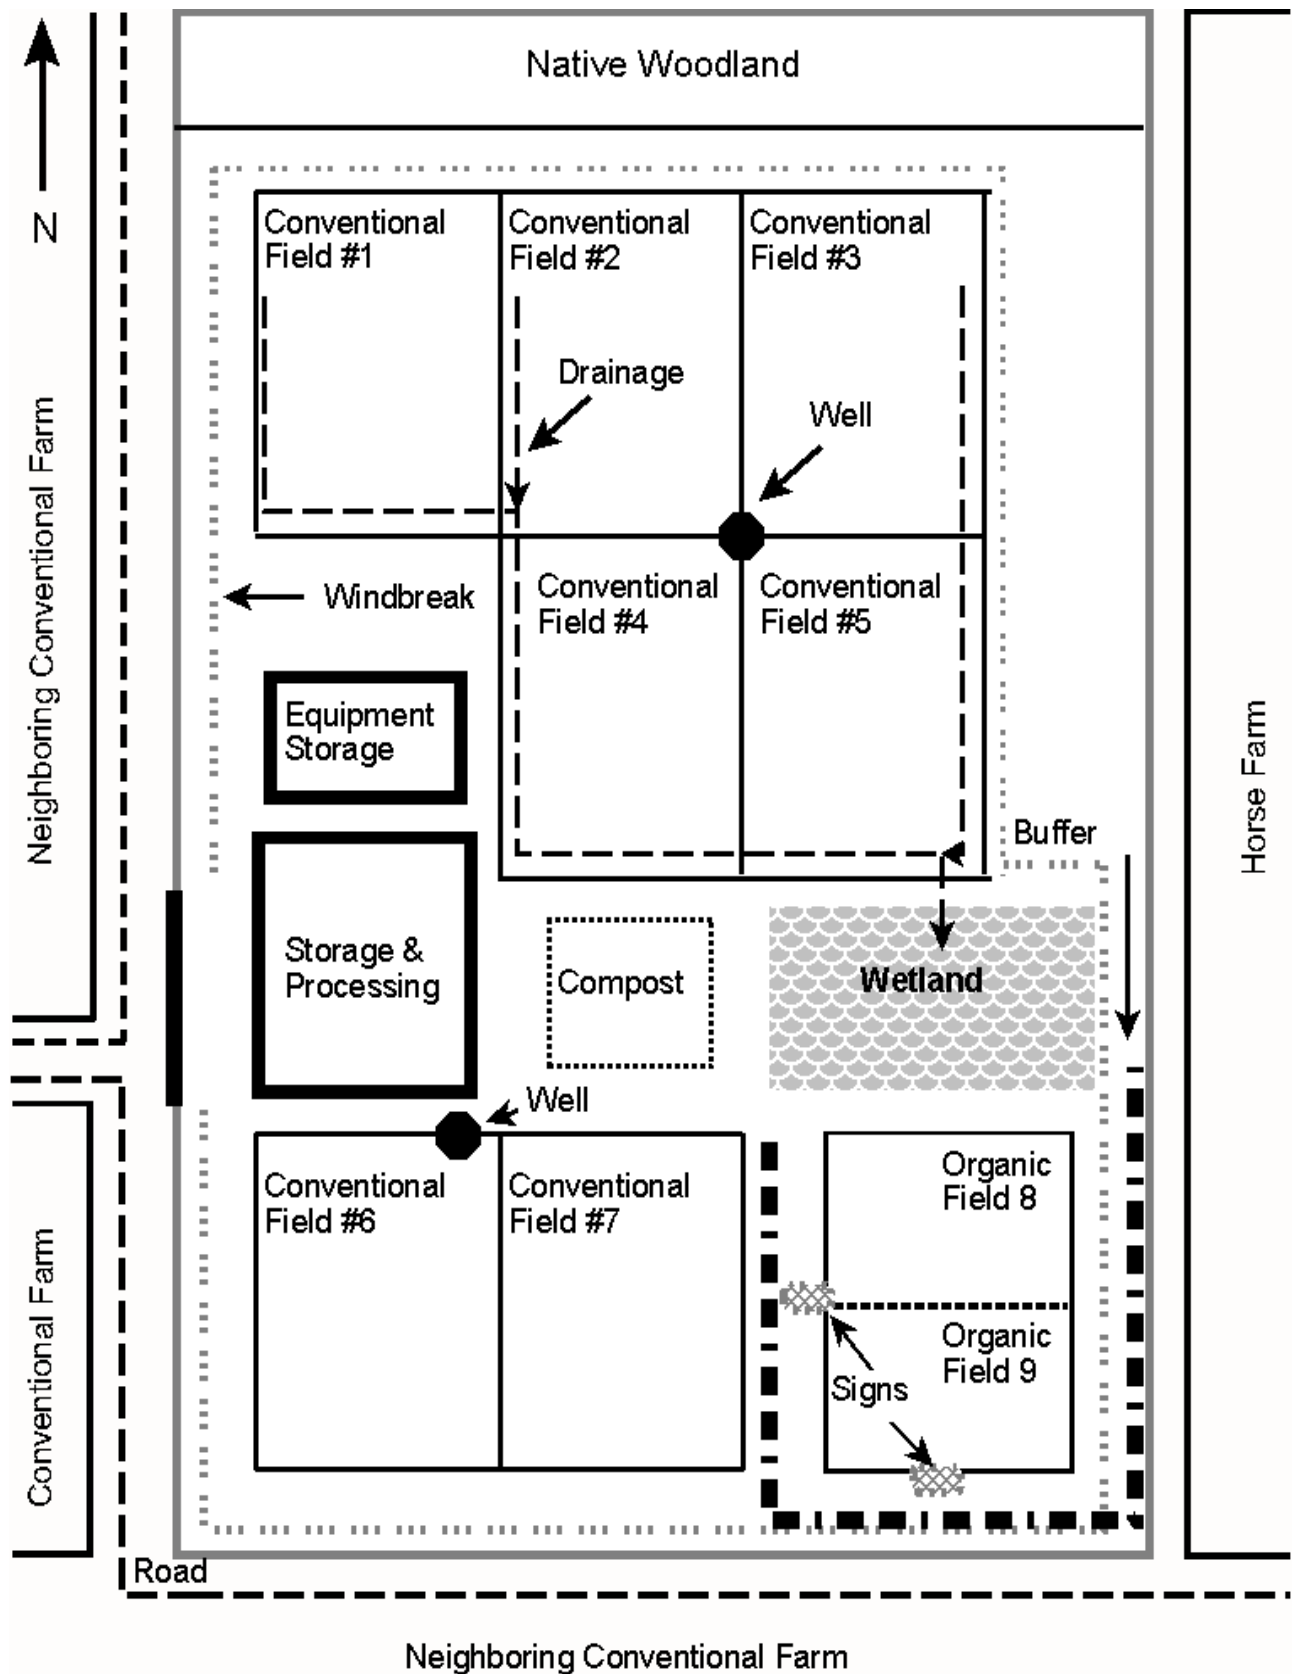 Native Woodland
N
Conventional
Field #1
Conventional
Field #2
Conventional
Field #3
Drainage
Well
Neighboring Conventional Farm
Windbreak
Conventional
Field #4
Conventional
Field #5
Equipment
Storage
Horse Farm
Buffer
Storage &
Processing
Compost
Wetland
Well
Conventional
Field #6
Conventional
Field #7
Organic
Field 8
Organic
Field 9
Signs
Conventional Farm
Road
Neighboring Conventional Farm